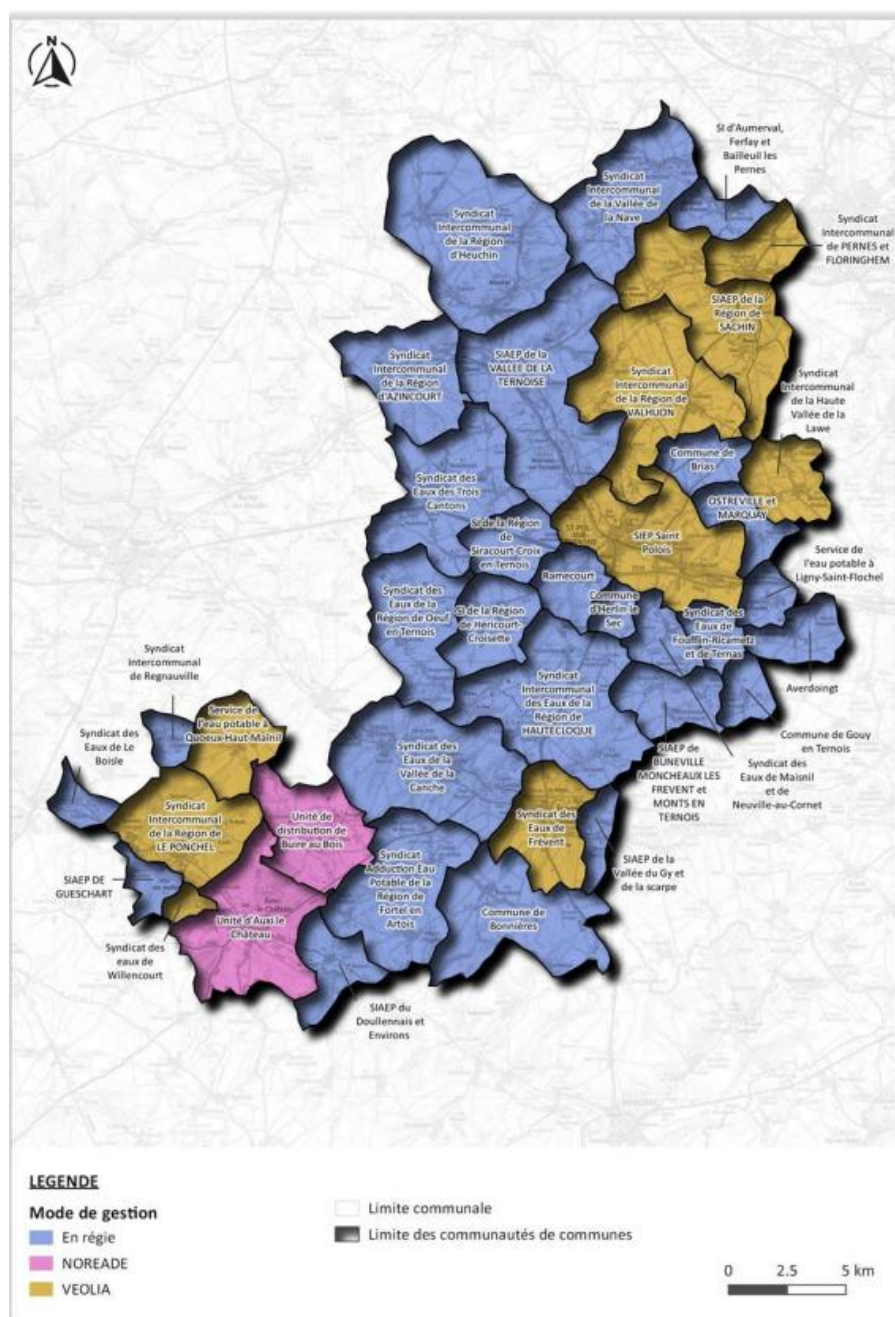 N
SI d'Aumerval,
Ferfay et
Bailleuil les
Pernes
Syndicat
Intercommunal
de la Vallée de
la Nave
Syndicat
Intercommunal
de la Région
d'Heuchin
Syndicat
Intercommunal
de PERNES et
FLORINGHEM
SIAEP de la
Région de
SACHIN
SIAEP de la
VALLEE DE LA
TERNOISE
Syndicat
Intercommunal
de la Région
d'AZINCOURT
Syndicat
Intercommunal
de la Région de
VALHUON
Syndicat
Intercommunal
de la Haute
Vallée de la
Lawe
Commune de
Brias
Syndicat des
Eaux des Trois
Cantons
OSTREVILLE et
MARQUAY
SI de la Région
de
Siracourt-Croix
en Ternois
SIEP Saint
Polois
Service de
l'eau potable à
Ligny-Saint-Flochel
Ramecourt
Commune
d'Herlin le
Sec
Syndicat des
Eaux de la
Région de Oeuf
en Ternois
SI de la Région
de Héricourt-
Croisette
Syndicat des
Eaux de
Foufflin-Ricametz
et de Ternas
Averdoingt
Syndicat
Intercommunal
de Regnauville
Syndicat
Intercommunal
des Eaux de la
Région de
HAUTECLOQUE
Service de
l'eau potable à
Quoeux-Haut-Maînil
Syndicat des
Eaux de Le
Boisle
Commune de Gouy
en Ternois
SIAEP de
BUNEVILLE
MONCHEAUX LES
FREVENT et
MONTS EN
TERNOIS
Syndicat des
Eaux de Maisnil et
de
Neuville-au-Cornet
Syndicat des
Eaux de la
Vallée de la
Canche
Syndicat
Intercommunal
de la Région de
LE PONCHEL
Unité de
distribution de
Buire au Bois
Syndicat des
Eaux de
Frévent
SIAEP DE
GUESCHART
Syndicat
Adduction Eau
Potable de la
Région de
Fortel en
Artois
SIAEP de la
Vallée du Gy et
de la scarpe
Unité d'Auxi le
Château
Commune de
Bonnières
Syndicat des
eaux de
Willencourt
SIAEP du
Doullennais et
Environs
LEGENDE
Mode de gestion
En régie
NOREADE
VEOLIA
Limite communale
Limite des communautés de communes
0 2.5 5 km